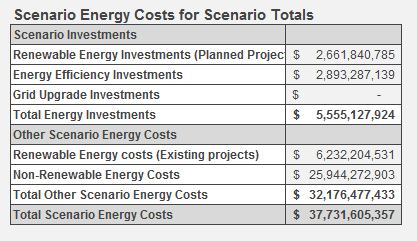 Scenario Energy Costs for Scenario Totals
Scenario Investments
Renewable Energy Investments (Planned Projec $ 2,661,840,785
Energy Efficiency Investments $ 2,893,287,139
Grid Upgrade Investments $ -
Total Energy Investments $ 5,555,127,924
Other Scenario Energy Costs
Renewable Energy costs (Existing projects) $ 6,232,204,531
Non-Renewable Energy Costs $ 25,944,272,903
Total Other Scenario Energy Costs $ 32,176,477,433
Total Scenario Energy Costs $ 37,731,605,357